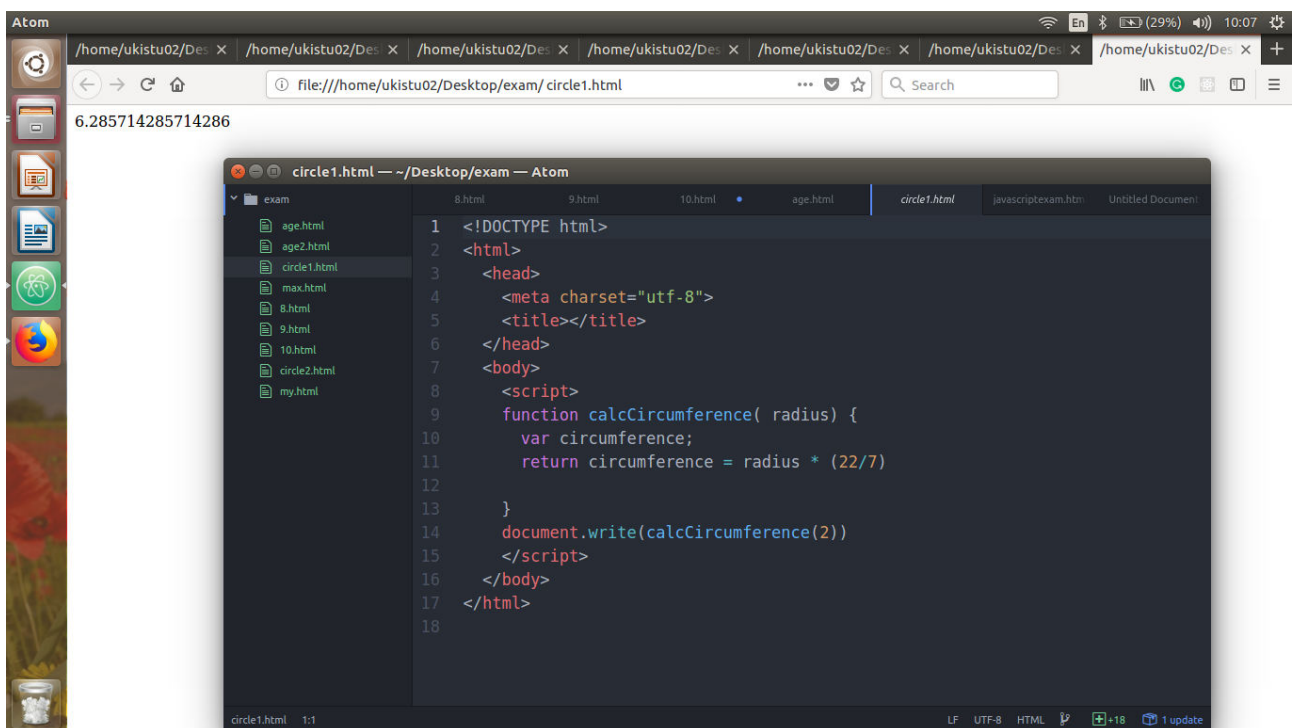 Atom
En
(29%)
10:07
/home/ukistu02/Des
/home/ukistu02/Des
/home/ukistu02/Des
/home/ukistu02/Des
/home/ukistu02/Des
/home/ukistu02/Des
/home/ukistu02/Des
file:///home/ukistu02/Desktop/exam/ circle1.html
Search
6.285714285714286
circle1.html — ~/Desktop/exam — Atom
exam
age.html
age2.html
circle1.html
max.html
8.html
9.html
10.html
circle2.html
my.html
8.html
9.html
10.html
age.html
circle1.html
javascriptexam.htm
Untitled Document
1 <!DOCTYPE html>
2 <html>
3 <head>
4 <meta charset="utf-8">
5 <title></title>
6 </head>
7 <body>
8 <script>
9 function calcCircumference( radius) {
10 var circumference;
11 return circumference = radius * (22/7)
12
13 }
14 document.write(calcCircumference(2))
15 </script>
16 </body>
17 </html>
18
circle1.html 1:1
LF UTF-8 HTML +18 1 update